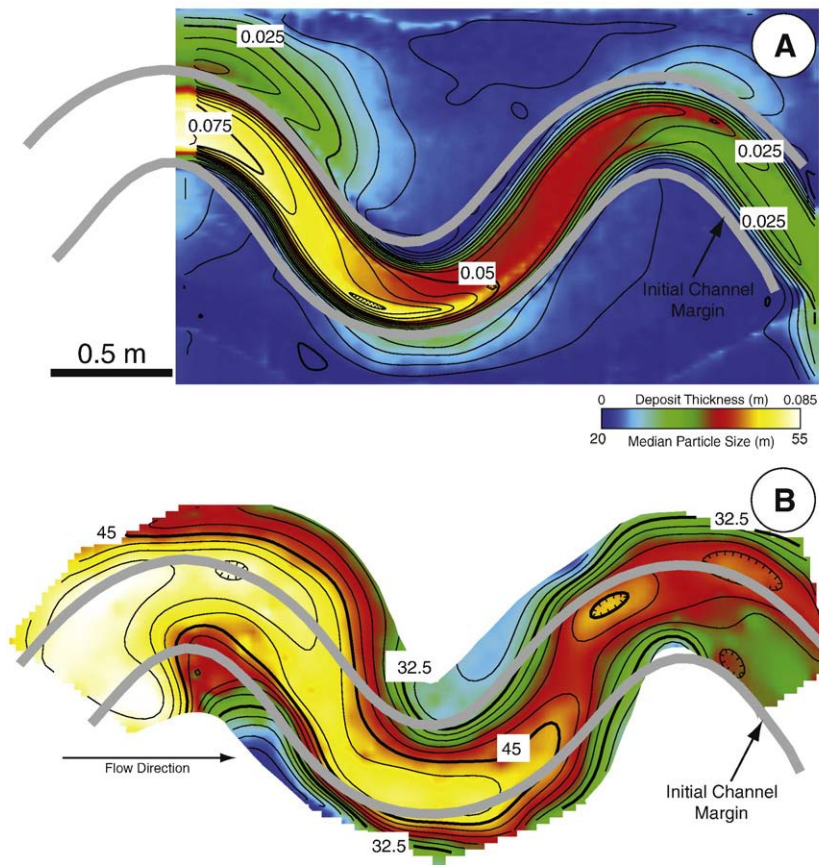 A
0.025
0.075
0.025
0.05
0.025
Initial Channel
Margin
0.5 m
0 Deposit Thickness (m) 0.085
20 Median Particle Size (m) 55
B
45
32.5
32.5
45
Flow Direction
Initial Channel
Margin
32.5